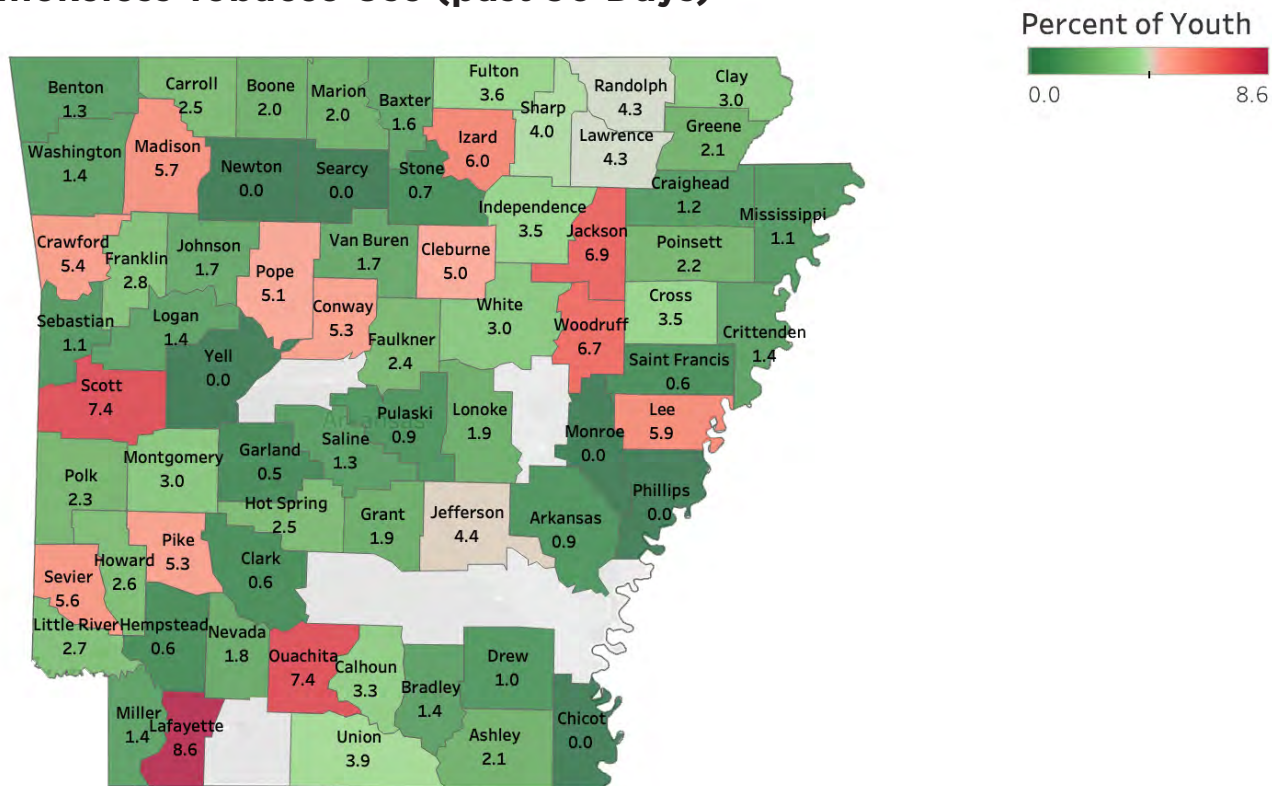 Smokeless Tobacco Use (past 30 Days)
Percent of Youth
0.0 8.6
Benton
1.3
Carroll
2.5
Boone
2.0
Marion
2.0
Baxter
1.6
Fulton
3.6
Sharp
4.0
Randolph
4.3
Clay
3.0
Washington
1.4
Madison
5.7
Newton
0.0
Searcy
0.0
Stone
0.7
Izard
6.0
Lawrence
4.3
Greene
2.1
Craighead
1.2
Mississippi
1.1
Independence
3.5
Jackson
6.9
Poinsett
2.2
Crawford
5.4
Franklin
2.8
Johnson
1.7
Pope
5.1
Van Buren
1.7
Cleburne
5.0
Conway
5.3
White
3.0
Woodruff
6.7
Cross
3.5
Crittenden
1.4
Sebastian
1.1
Logan
1.4
Yell
0.0
Faulkner
2.4
Saint Francis
0.6
Scott
7.4
Arkansas
Pulaski
0.9
Lonoke
1.9
Monroe
0.0
Lee
5.9
Polk
2.3
Montgomery
3.0
Garland
0.5
Saline
1.3
Phillips
0.0
Hot Spring
2.5
Grant
1.9
Jefferson
4.4
Arkansas
0.9
Sevier
5.6
Howard
2.6
Pike
5.3
Clark
0.6
Little River
2.7
Hempstead
0.6
Nevada
1.8
Ouachita
7.4
Calhoun
3.3
Bradley
1.4
Drew
1.0
Miller
1.4
Lafayette
8.6
Union
3.9
Ashley
2.1
Chicot
0.0